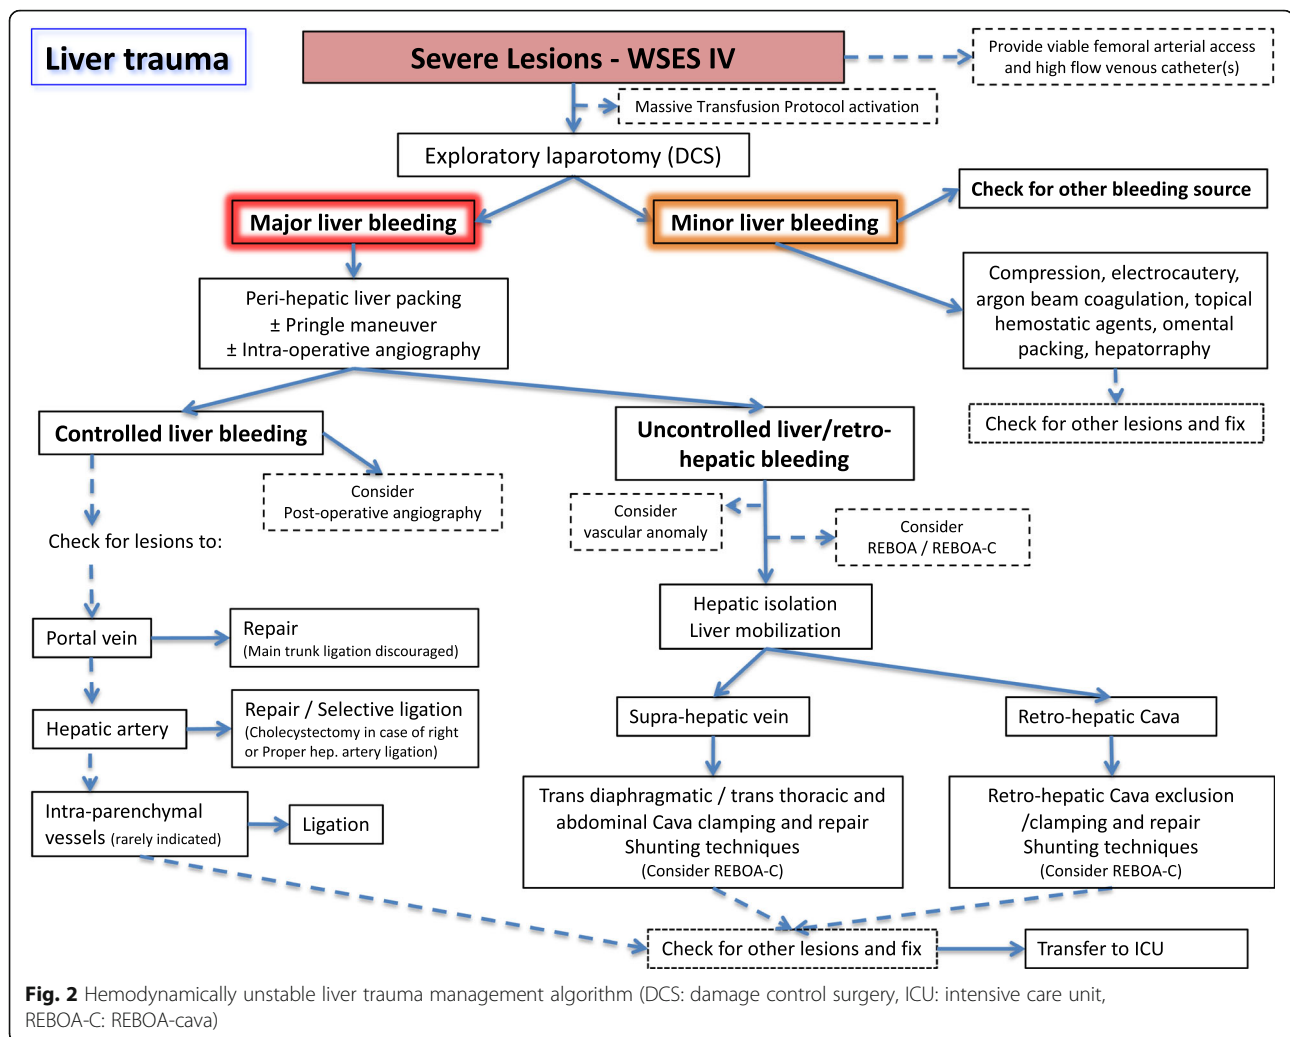 Liver trauma
Severe Lesions - WSES IV
Provide viable femoral arterial access
and high flow venous catheter(s)
Massive Transfusion Protocol activation
Exploratory laparotomy (DCS)
Major liver bleeding
Minor liver bleeding
Check for other bleeding source
Peri-hepatic liver packing
± Pringle maneuver
± Intra-operative angiography
Compression, electrocautery,
argon beam coagulation, topical
hemostatic agents, omental
packing, hepatorraphy
Check for other lesions and fix
Controlled liver bleeding
Consider
Post-operative angiography
Uncontrolled liver/retro-
hepatic bleeding
Consider
vascular anomaly
Consider
REBOA / REBOA-C
Check for lesions to:
Hepatic isolation
Liver mobilization
Portal vein
Repair
(Main trunk ligation discouraged)
Hepatic artery
Repair / Selective ligation
(Cholecystectomy in case of right
or Proper hep. artery ligation)
Intra-parenchymal
vessels (rarely indicated)
Ligation
Supra-hepatic vein
Retro-hepatic Cava
Trans diaphragmatic / trans thoracic and
abdominal Cava clamping and repair
Shunting techniques
(Consider REBOA-C)
Retro-hepatic Cava exclusion
/clamping and repair
Shunting techniques
(Consider REBOA-C)
Check for other lesions and fix
Transfer to ICU
Fig. 2 Hemodynamically unstable liver trauma management algorithm (DCS: damage control surgery, ICU: intensive care unit,
REBOA-C: REBOA-cava)